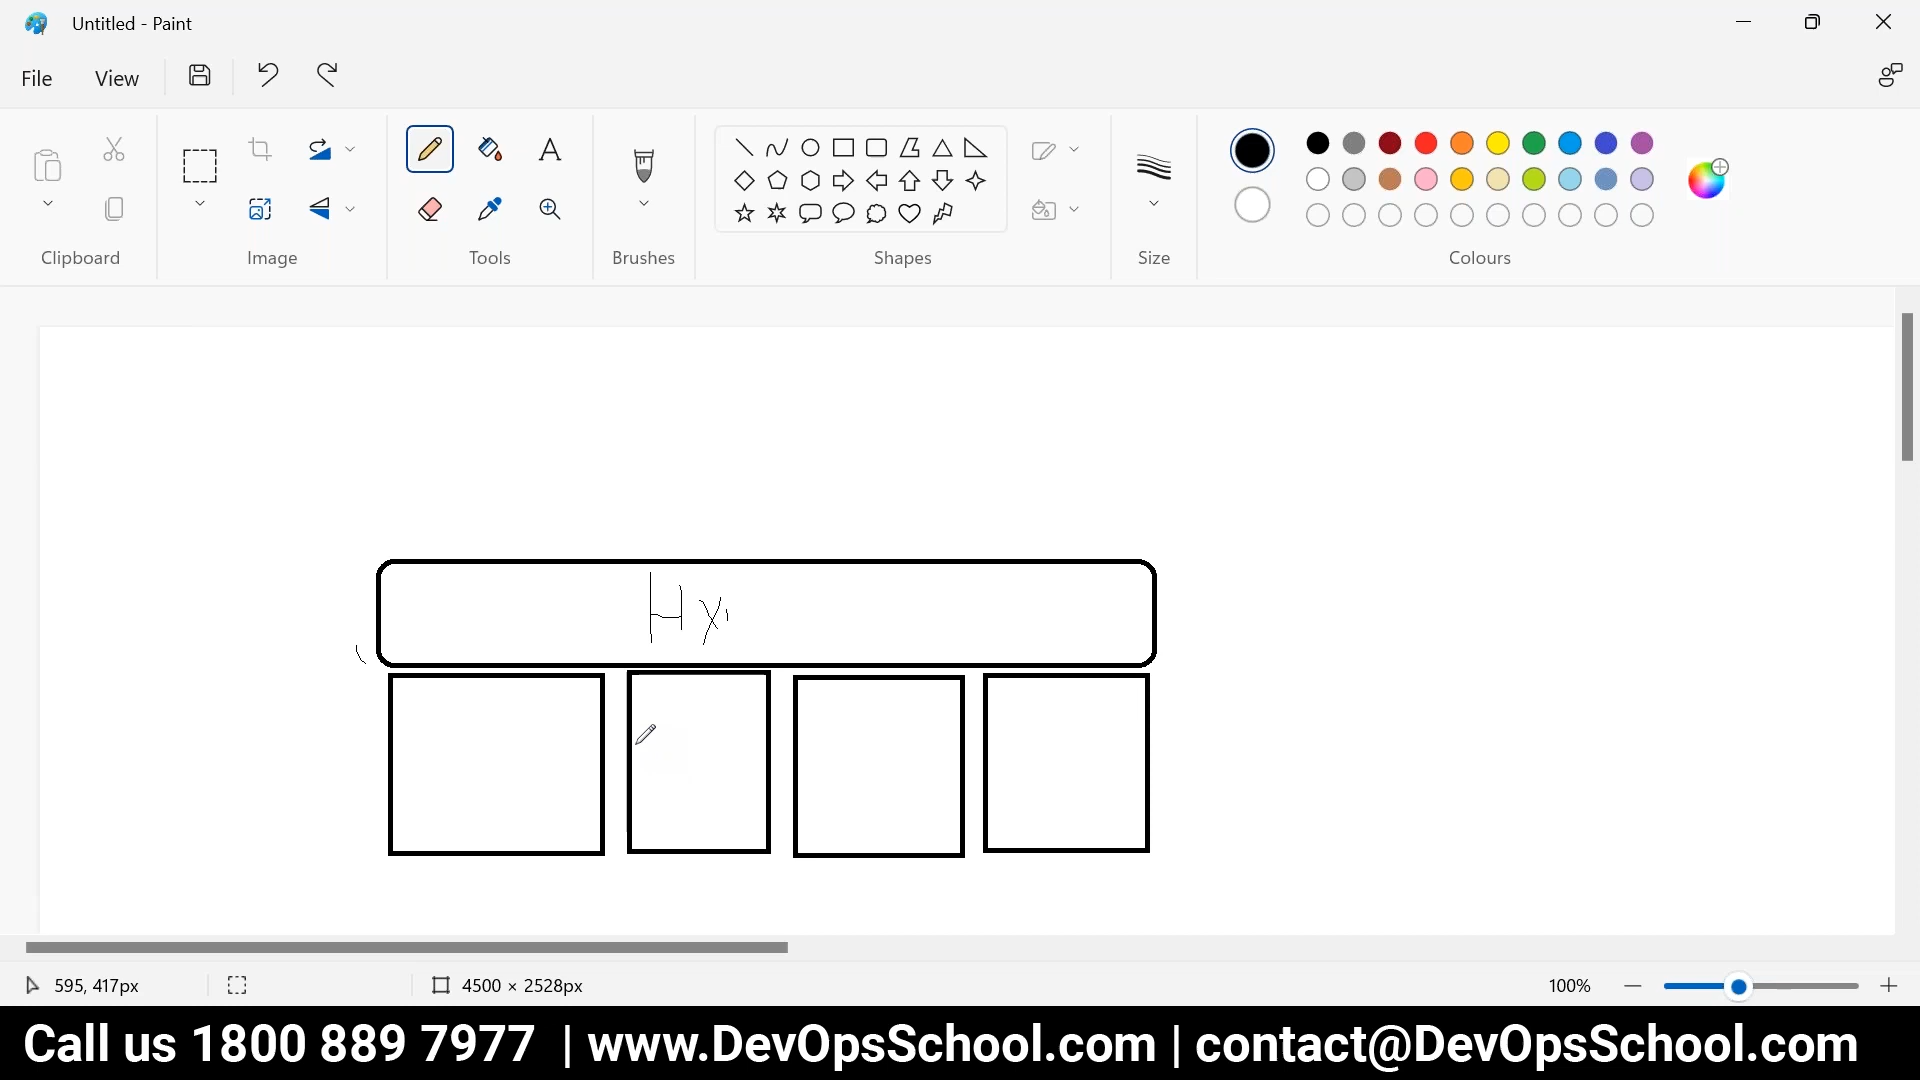 Untitled - Paint
File View
Clipboard
Image
Tools
Brushes
Shapes
Size
Colours
595, 417px
4500 × 2528px
100%
Call us 1800 889 7977 | www.DevOpsSchool.com | contact@DevOpsSchool.com